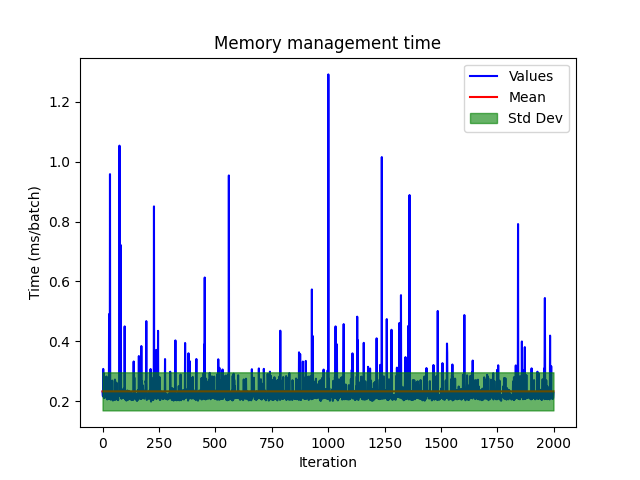 Memory management time
Values
Mean
Std Dev
Time (ms/batch)
1.2
1.0
0.8
0.6
0.4
0.2
0
250
500
750
1000
1250
1500
1750
2000
Iteration